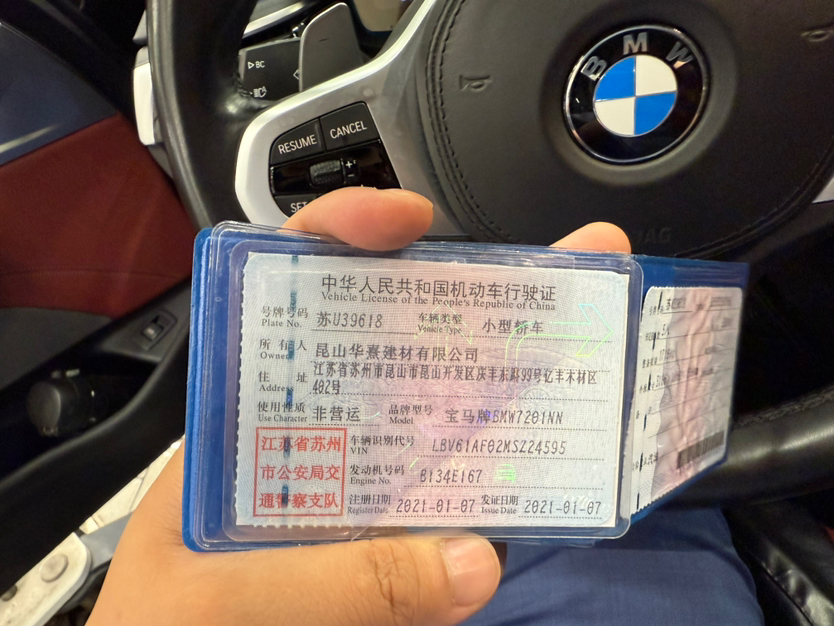 BMW
▷BC
RESUME CANCEL
SET
中华人民共和国机动车行驶证
Vehicle License of the People's Republic of China
号牌号码 苏U39618 车辆类型 小型轿车
Plate No. Vehicle Type
所有人 昆山华熹建材有限公司
Owner
住址 江苏省苏州市昆山市昆山开发区庆丰东路99号亿丰木材区
Address 402号
使用性质 非营运 品牌型号 宝马牌BMW7201NN
Use Character Model
江苏省苏州
市公安局交
通警察支队
车辆识别代号 LBV61AF02MSZ24595
VIN
发动机号码 B134E167
Engine No.
注册日期 2021-01-07 发证日期 2021-01-07
Register Date Issue Date